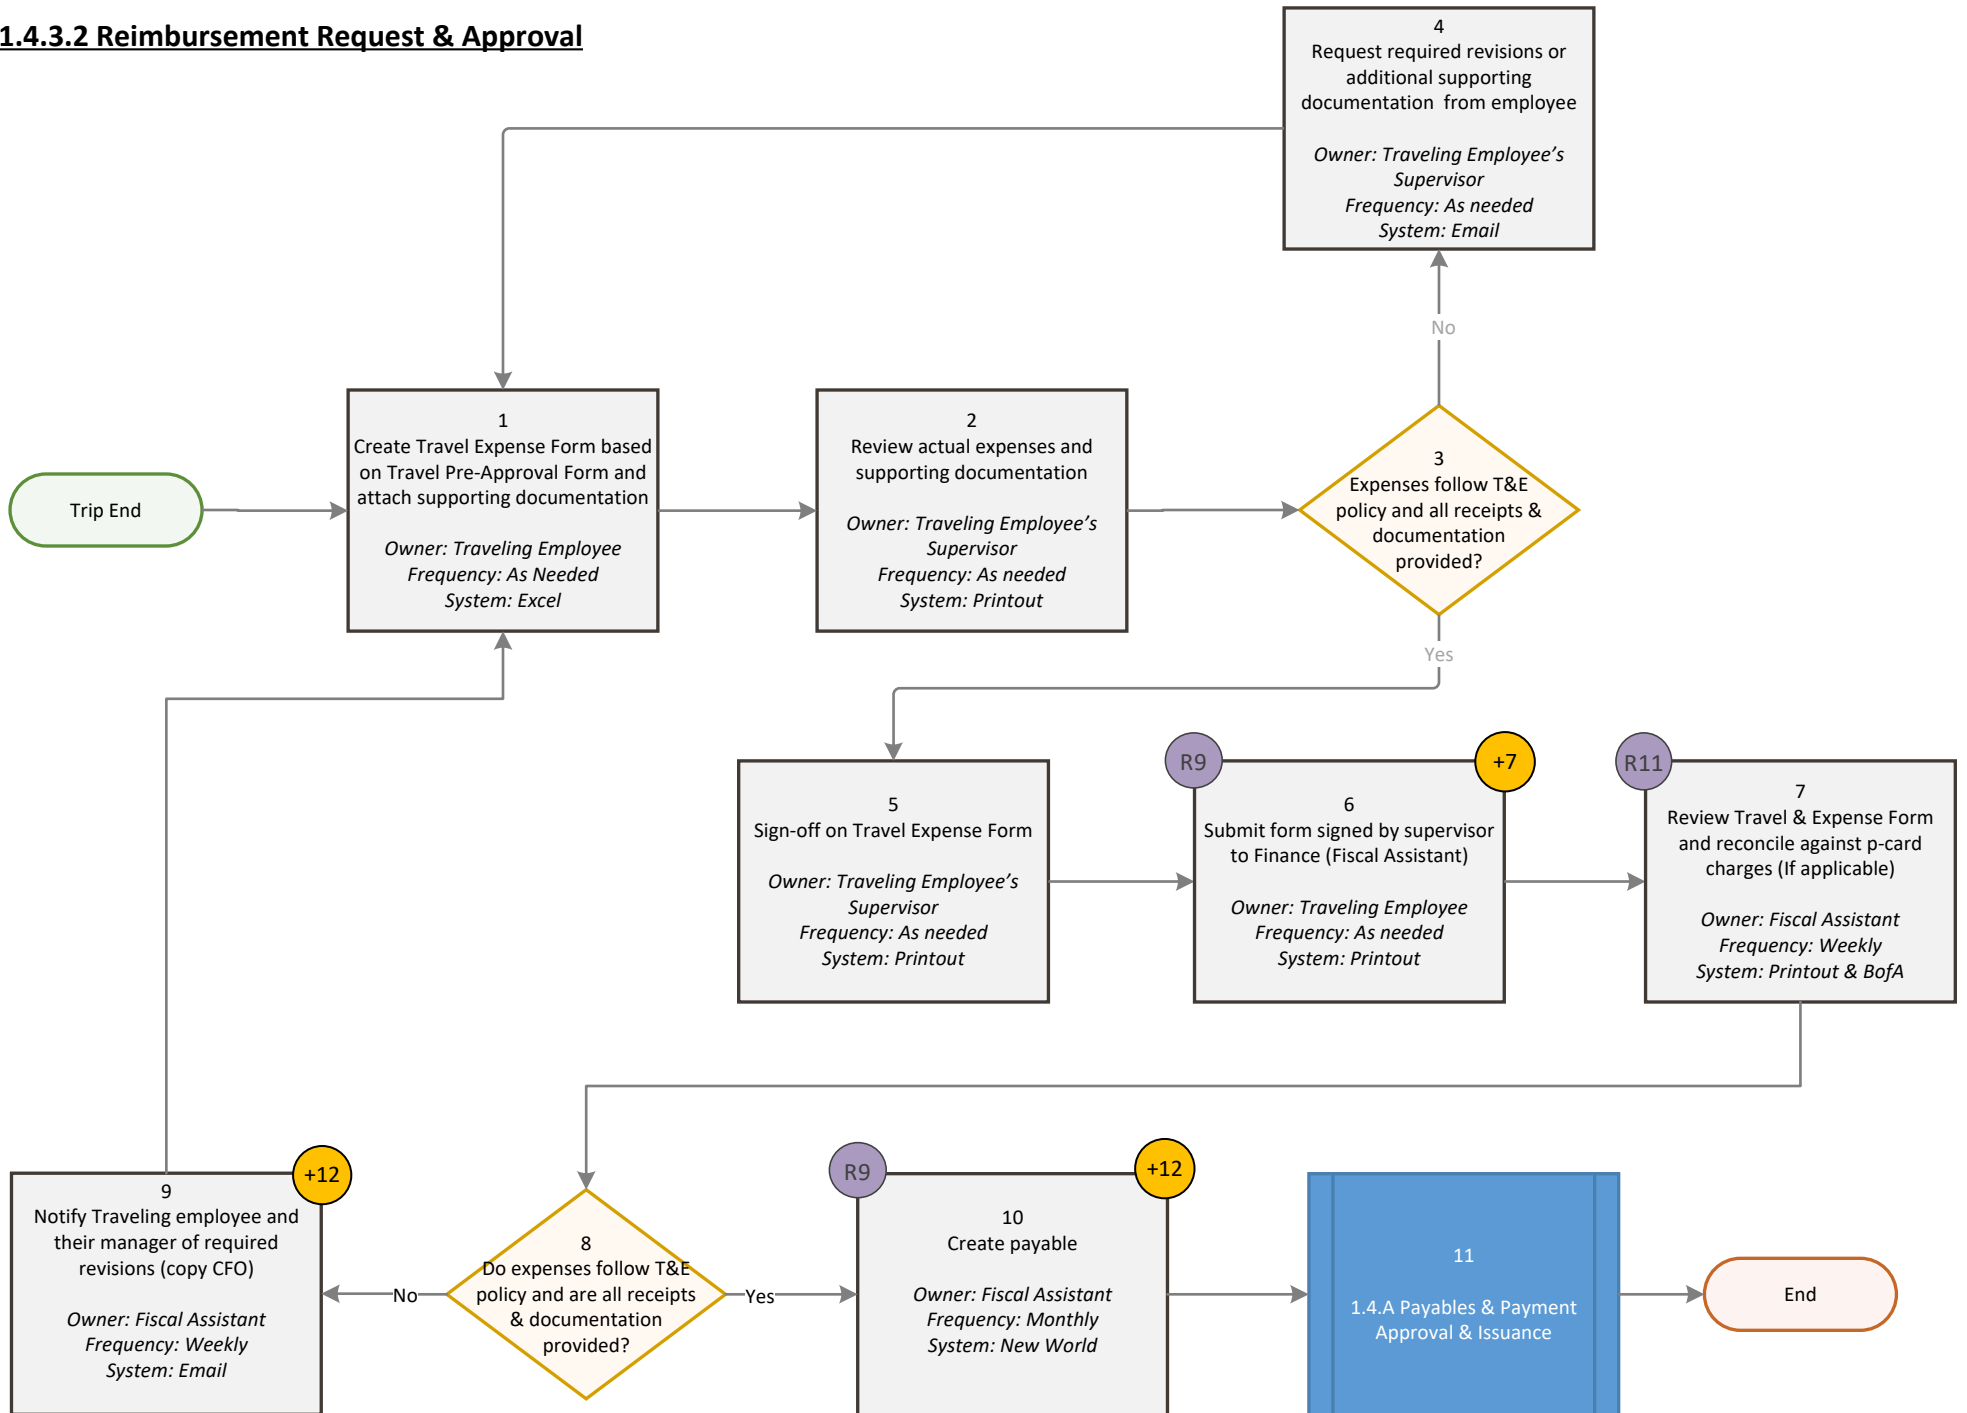 1.4.3.2 Reimbursement Request & Approval
4
Request required revisions or
additional supporting
documentation from employee
Owner: Traveling Employee's
Supervisor
Frequency: As needed
System: Email
No
Trip End
1
Create Travel Expense Form based
on Travel Pre-Approval Form and
attach supporting documentation
Owner: Traveling Employee
Frequency: As Needed
System: Excel
2
Review actual expenses and
supporting documentation
Owner: Traveling Employee's
Supervisor
Frequency: As needed
System: Printout
3
Expenses follow T&E
policy and all receipts &
documentation
provided?
Yes
5
Sign-off on Travel Expense Form
Owner: Traveling Employee's
Supervisor
Frequency: As needed
System: Printout
R9
+7
6
Submit form signed by supervisor
to Finance (Fiscal Assistant)
Owner: Traveling Employee
Frequency: As needed
System: Printout
R11
7
Review Travel & Expense Form
and reconcile against p-card
charges (If applicable)
Owner: Fiscal Assistant
Frequency: Weekly
System: Printout & BofA
+12
9
Notify Traveling employee and
their manager of required
revisions (copy CFO)
Owner: Fiscal Assistant
Frequency: Weekly
System: Email
No
8
Do expenses follow T&E
policy and are all receipts
& documentation
provided?
Yes
R9
+12
10
Create payable
Owner: Fiscal Assistant
Frequency: Monthly
System: New World
11
1.4.A Payables & Payment
Approval & Issuance
End